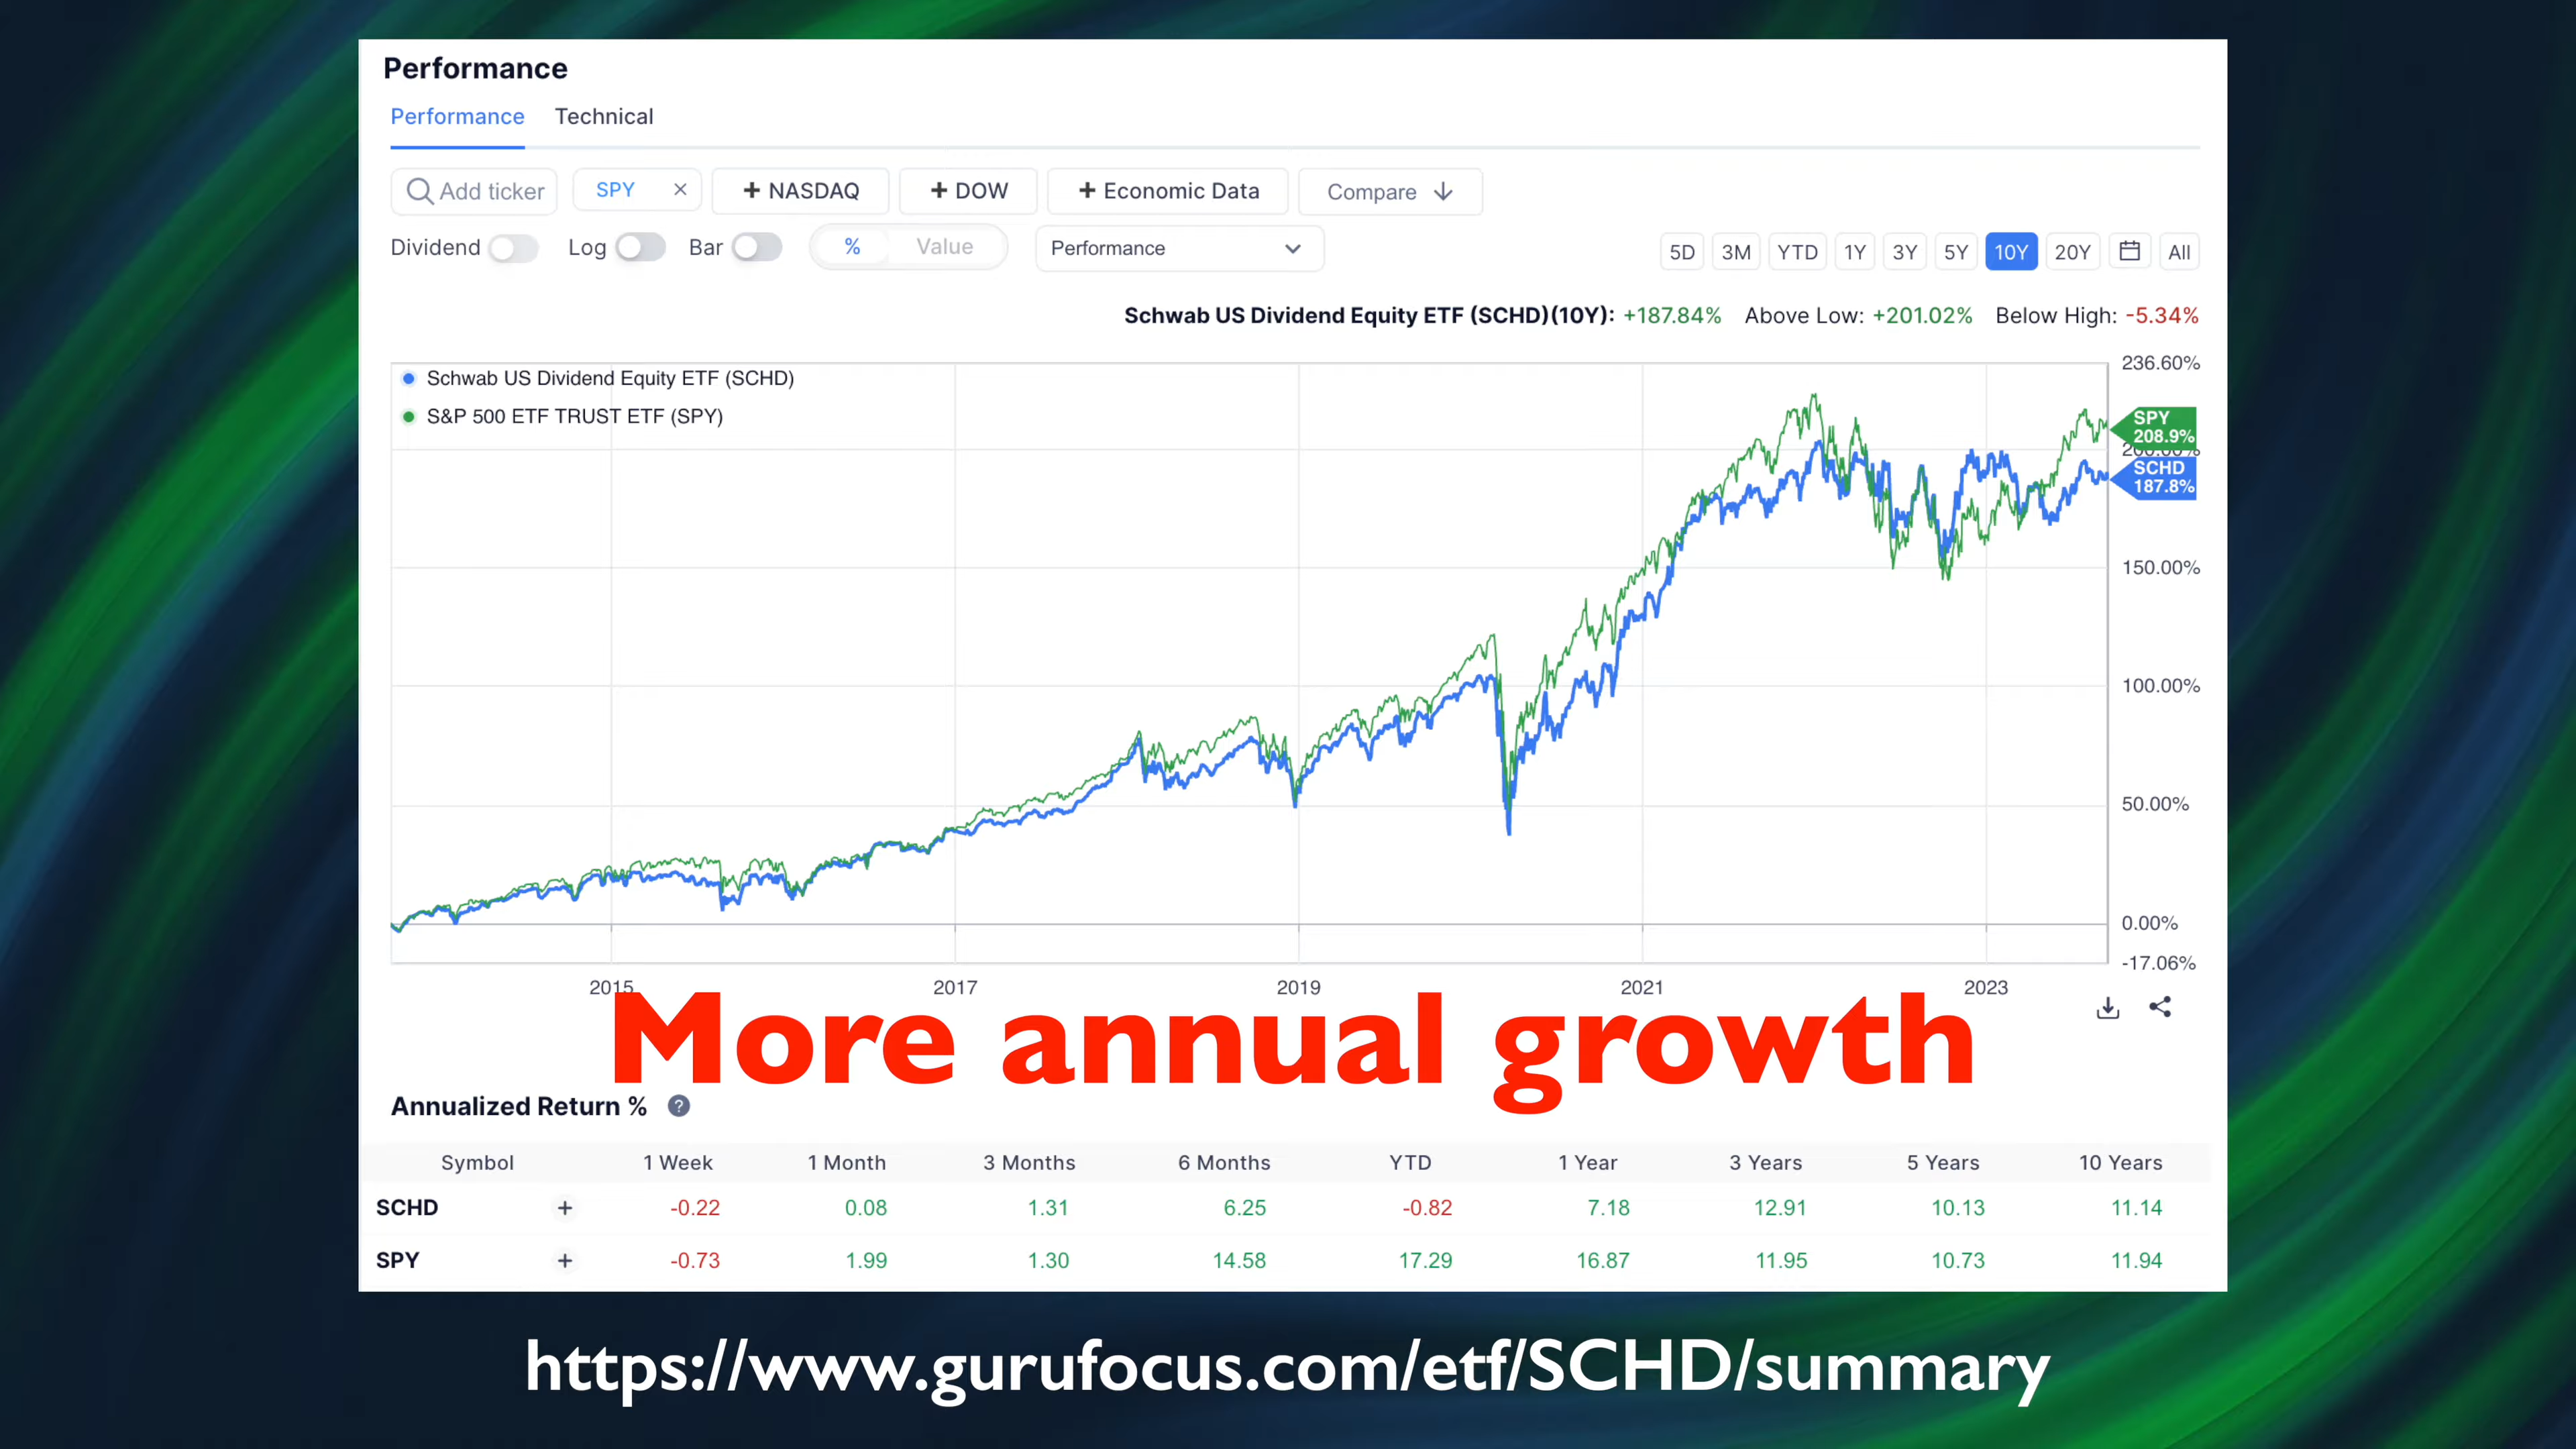 Performance
Performance Technical
Add ticker SPY × + NASDAQ + DOW + Economic Data Compare
Dividend Log Bar % Value Performance 5D 3M YTD 1Y 3Y 5Y 10Y 20Y All
Schwab US Dividend Equity ETF (SCHD)(10Y): +187.84% Above Low: +201.02% Below High: -5.34%
236.60%
Schwab US Dividend Equity ETF (SCHD)
S&P 500 ETF TRUST ETF (SPY)
SPY
208.9%
200.00%
SCHD
187.8%
150.00%
100.00%
50.00%
0.00%
-17.06%
2015 2017 2019 2021 2023
More annual growth
Annualized Return % ?
Symbol 1 Week 1 Month 3 Months 6 Months YTD 1 Year 3 Years 5 Years 10 Years
SCHD + -0.22 0.08 1.31 6.25 -0.82 7.18 12.91 10.13 11.14
SPY + -0.73 1.99 1.30 14.58 17.29 16.87 11.95 10.73 11.94
https://www.gurufocus.com/etf/SCHD/summary